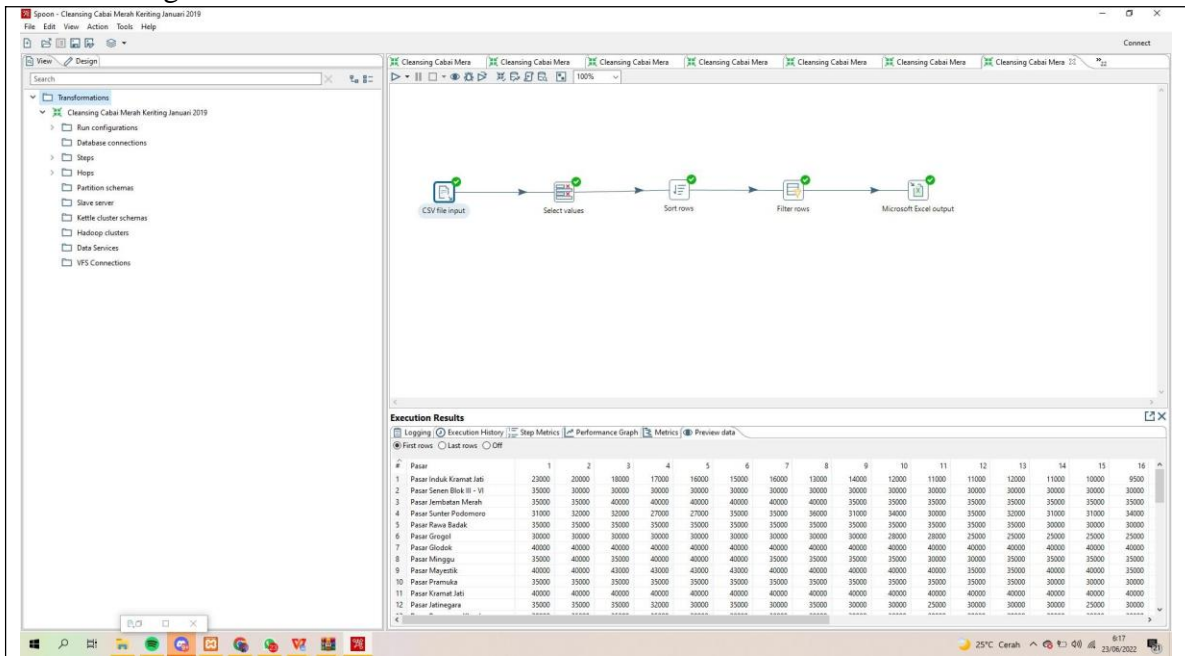 Spoon - Cleansing Cabai Merah Keriting Januari 2019
File Edit View Action Tools Help
Connect
View Design
Search
Transformations
Cleansing Cabai Merah Keriting Januari 2019
Run configurations
Database connections
Steps
Hops
Partition schemas
Slave server
Kettle cluster schemas
Hadoop clusters
Data Services
VFS Connections
Cleansing Cabai Mera Cleansing Cabai Mera Cleansing Cabai Mera Cleansing Cabai Mera Cleansing Cabai Mera Cleansing Cabai Mera Cleansing Cabai Mera 22
100%
CSV file input Select values Sort rows Filter rows Microsoft Excel output
Execution Results
Logging Execution History Step Metrics Performance Graph Metrics Preview data
First rows Last rows Off
# Pasar 1 2 3 4 5 6 7 8 9 10 11 12 13 14 15 16
1 Pasar Induk Kramat Jati 23000 20000 18000 17000 16000 15000 16000 13000 14000 12000 11000 11000 12000 11000 10000 9500
2 Pasar Senen Blok III - VI 35000 35000 30000 30000 30000 30000 30000 30000 30000 30000 30000 30000 30000 30000 30000 30000
3 Pasar Jembatan Merah 35000 35000 40000 40000 40000 40000 40000 40000 35000 35000 35000 35000 35000 35000 35000 35000
4 Pasar Sunter Podomoro 31000 32000 32000 27000 27000 35000 35000 36000 31000 34000 30000 35000 32000 31000 31000 34000
5 Pasar Rawa Badak 35000 35000 35000 35000 35000 35000 35000 35000 35000 35000 35000 35000 35000 30000 30000 30000
6 Pasar Grogol 30000 30000 30000 30000 30000 30000 30000 30000 30000 28000 28000 25000 25000 25000 25000 25000
7 Pasar Glodok 40000 40000 40000 40000 40000 40000 40000 40000 40000 40000 40000 40000 40000 40000 40000 40000
8 Pasar Minggu 35000 40000 35000 40000 40000 40000 35000 35000 35000 35000 30000 30000 35000 35000 35000 35000
9 Pasar Mayestik 40000 40000 43000 43000 43000 43000 40000 40000 40000 40000 40000 35000 35000 40000 40000 35000
10 Pasar Pramuka 35000 35000 35000 35000 35000 35000 35000 35000 35000 35000 35000 35000 35000 30000 30000 30000
11 Pasar Kramat Jati 40000 40000 40000 40000 40000 40000 40000 40000 40000 40000 40000 40000 40000 40000 40000 40000
12 Pasar Jatinegara 35000 35000 35000 32000 30000 35000 30000 35000 30000 30000 25000 30000 30000 30000 25000 30000
25°C Cerah 6:17
23/06/2022